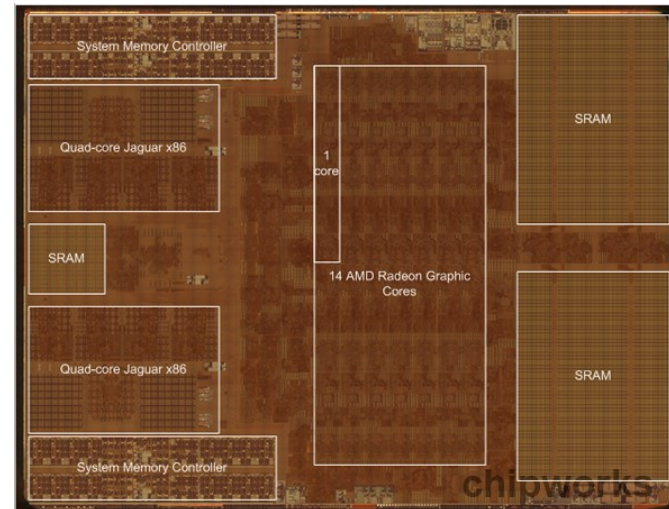 System Memory Controller
SRAM
Quad-core Jaguar x86
1
core
SRAM
14 AMD Radeon Graphic
Cores
Quad-core Jaguar x86
SRAM
System Memory Controller
chipworks